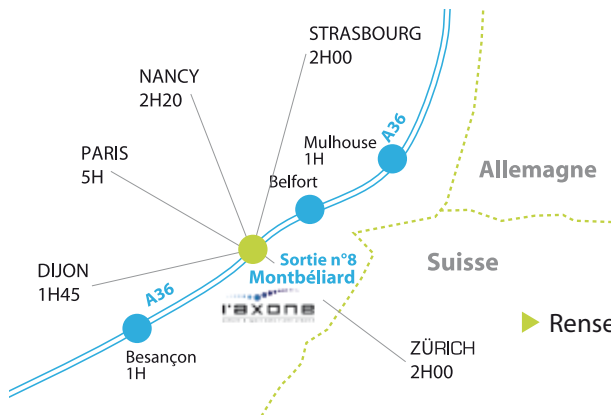 STRASBOURG
2H00
NANCY
2H20
A36
Mulhouse
1H
PARIS
5H
Allemagne
Belfort
Sortie n°8
Montbéliard
Suisse
DIJON
1H45
A36
l'axone
Rense
Besançon
1H
ZÜRICH
2H00